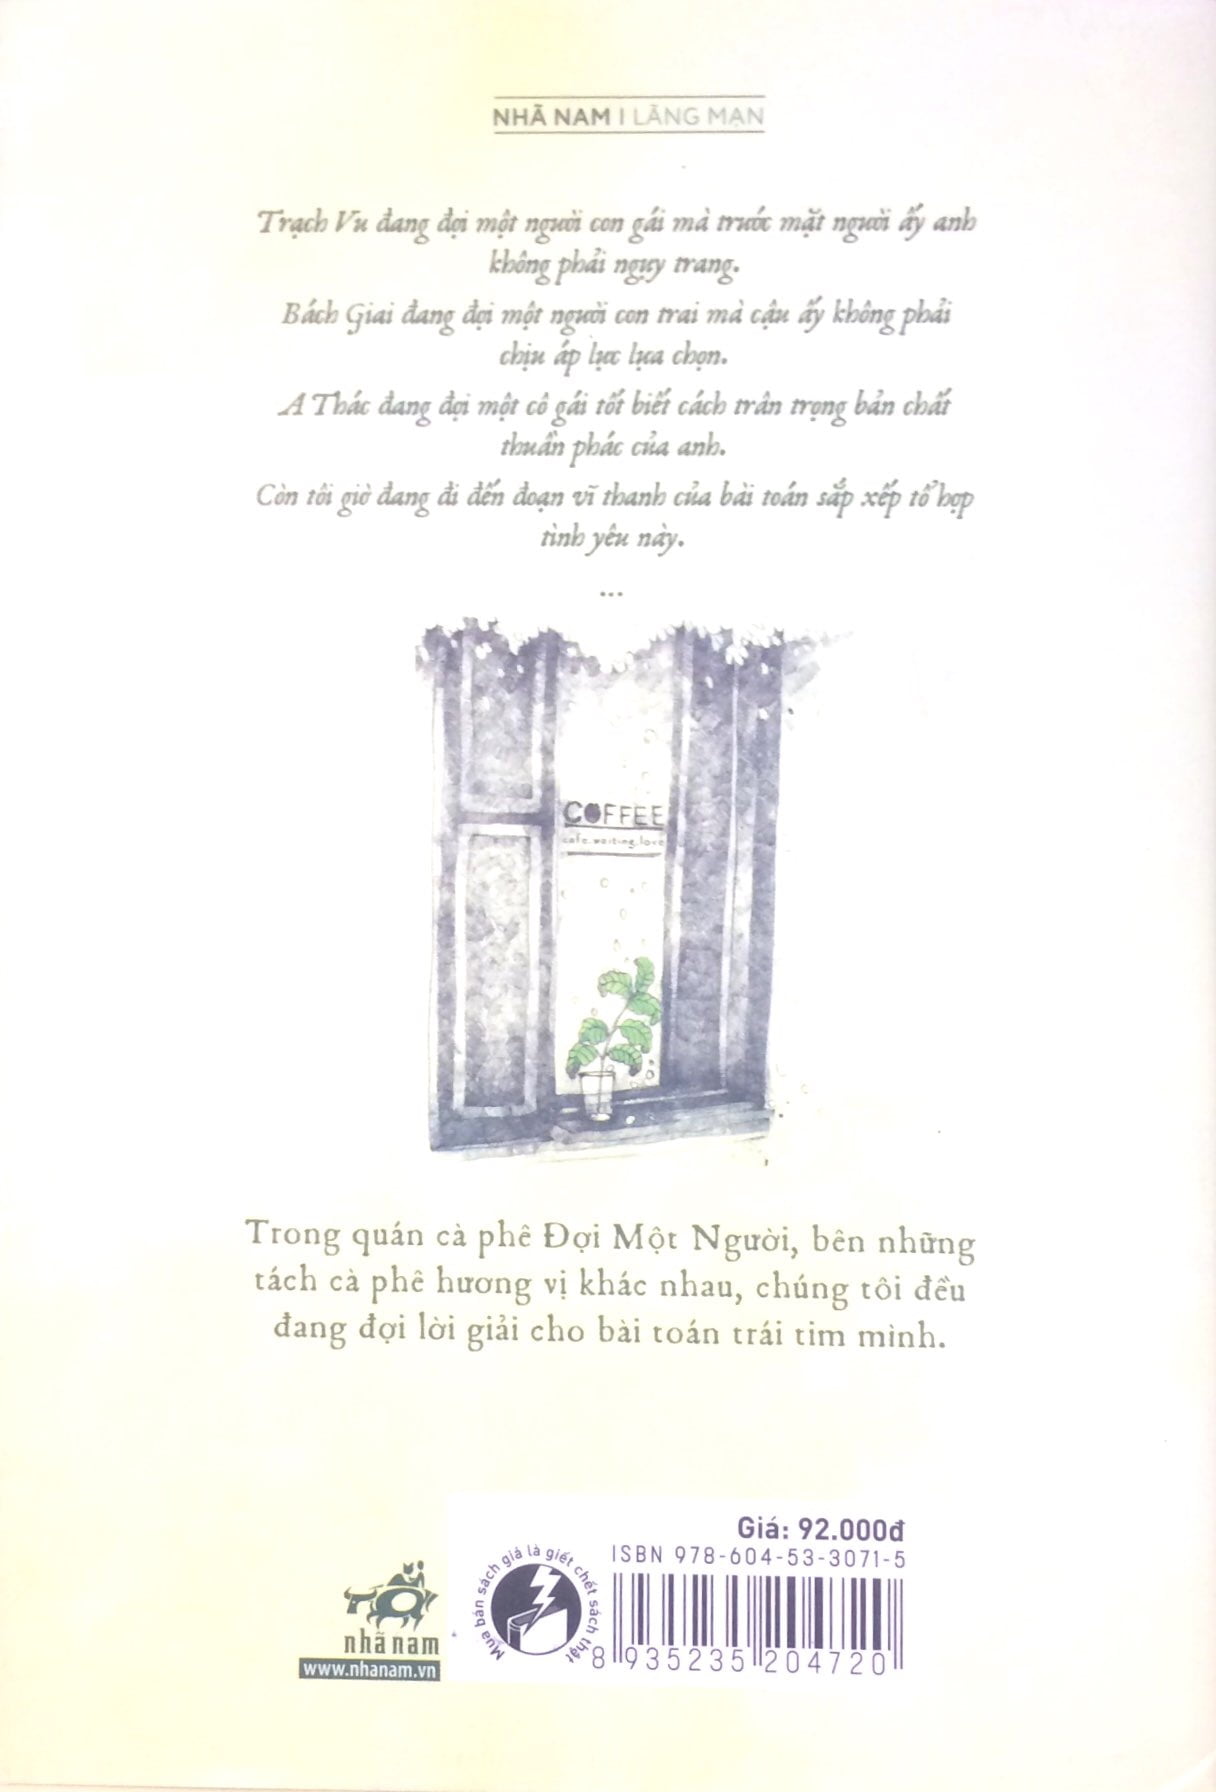 NHÃ NAM | LÃNG MẠN
Trạch Vu đang đợi một người con gái mà trước mặt người ấy anh
không phải ngụy trang.
Bách Giai đang đợi một người con trai mà cậu ấy không phải
chịu áp lực lựa chọn.
A Thác đang đợi một cô gái tốt biết cách trân trọng bản chất
thuần phác của anh.
Còn tôi giờ đang đi đến đoạn vĩ thanh của bài toán sắp xếp tổ hợp
tình yêu này.
...
COFFEE
cafe.waiting.love
Trong quán cà phê Đợi Một Người, bên những
tách cà phê hương vị khác nhau, chúng tôi đều
đang đợi lời giải cho bài toán trái tim mình.
Giá: 92.000đ
ISBN 978-604-53-3071-5
Mua bán sách giả là giết chết sách thật
8 935235 204720
nhã nam
www.nhanam.vn